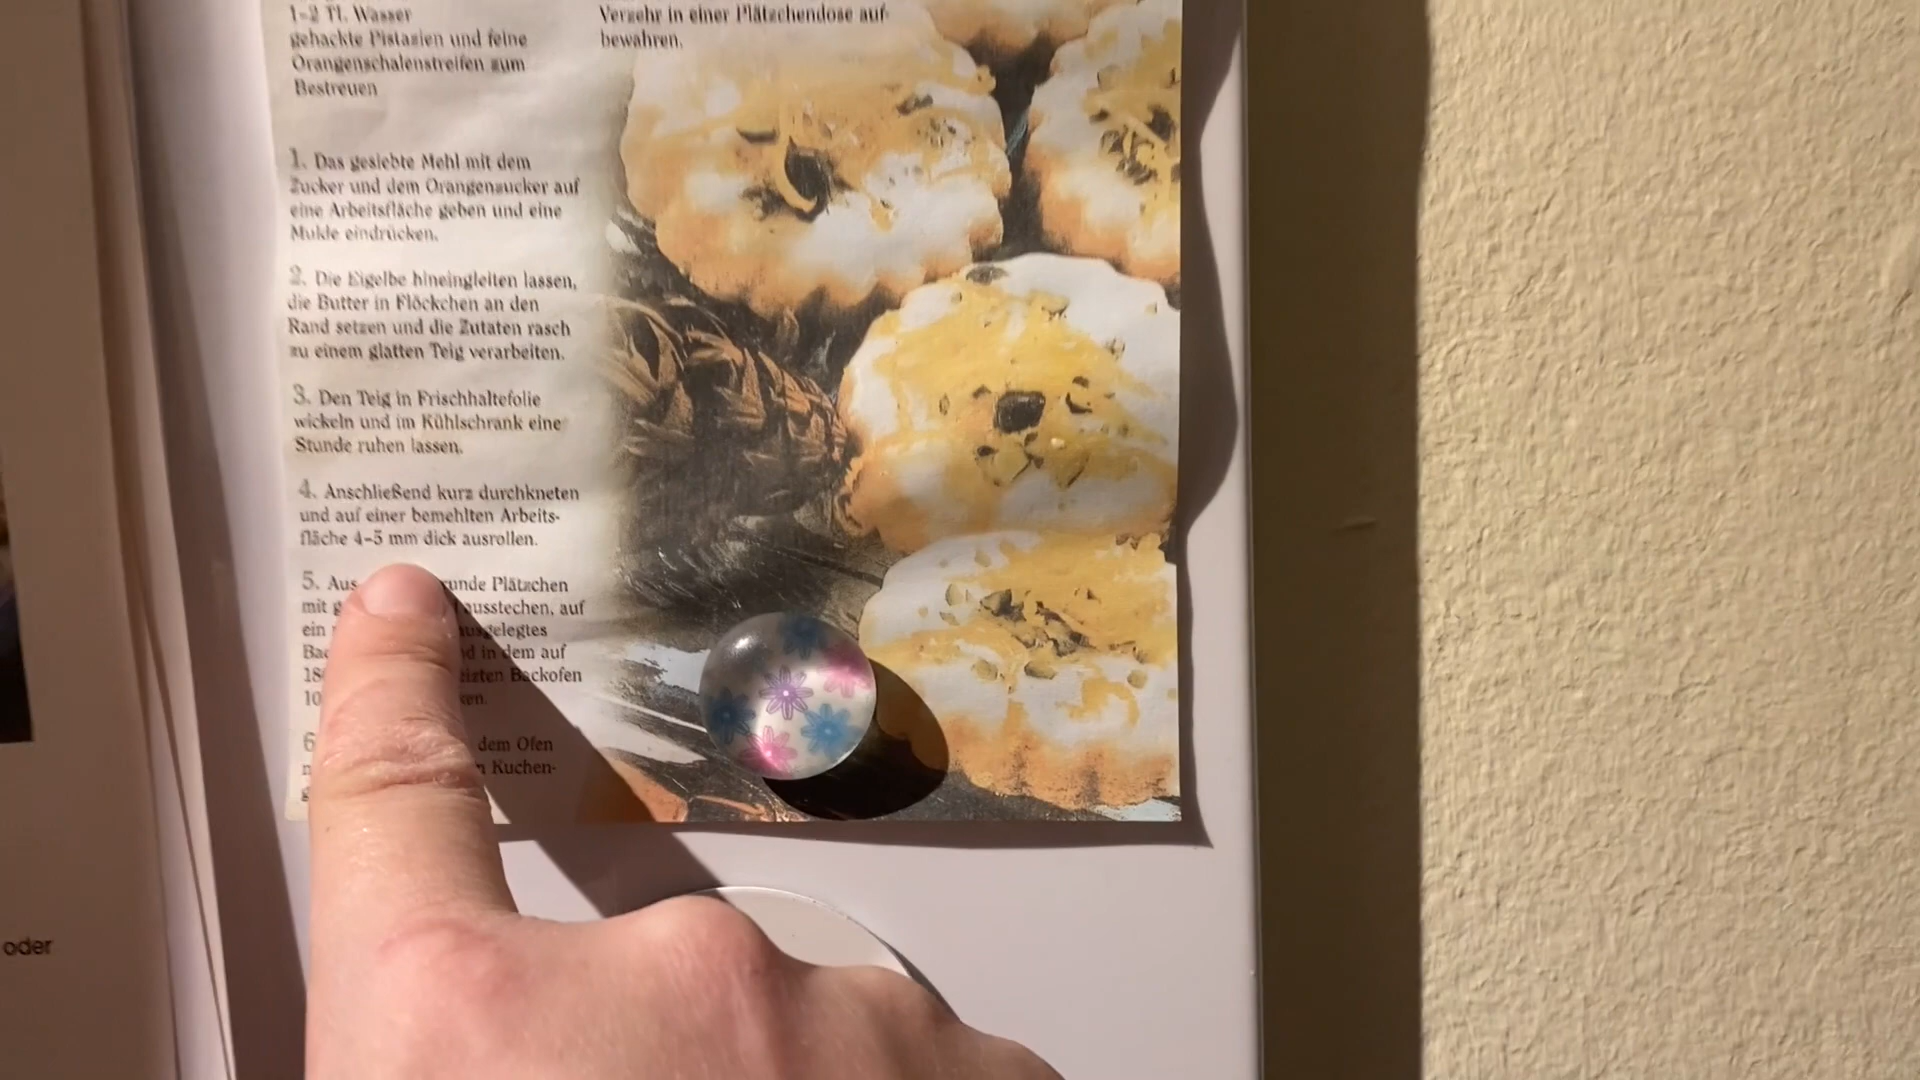 1-2 TL Wasser
gehackte Pistazien und feine
Orangenschalenstreifen zum
Bestreuen
Verzehr in einer Plätzchendose auf-
bewahren.
1. Das gesiebte Mehl mit dem
Zucker und dem Orangenzucker auf
eine Arbeitsfläche geben und eine
Mulde eindrücken.
2. Die Eigelbe hineingleiten lassen,
die Butter in Flöckchen an den
Rand setzen und die Zutaten rasch
zu einem glatten Teig verarbeiten.
3. Den Teig in Frischhaltefolie
wickeln und im Kühlschrank eine
Stunde ruhen lassen.
4. Anschließend kurz durchkneten
und auf einer bemehlten Arbeits-
fläche 4-5 mm dick ausrollen.
5. Aus runde Plätzchen
mit ausstechen, auf
ein ausgelegtes
in dem auf
Backofen
10
6. dem Ofen
Kuchen-
oder